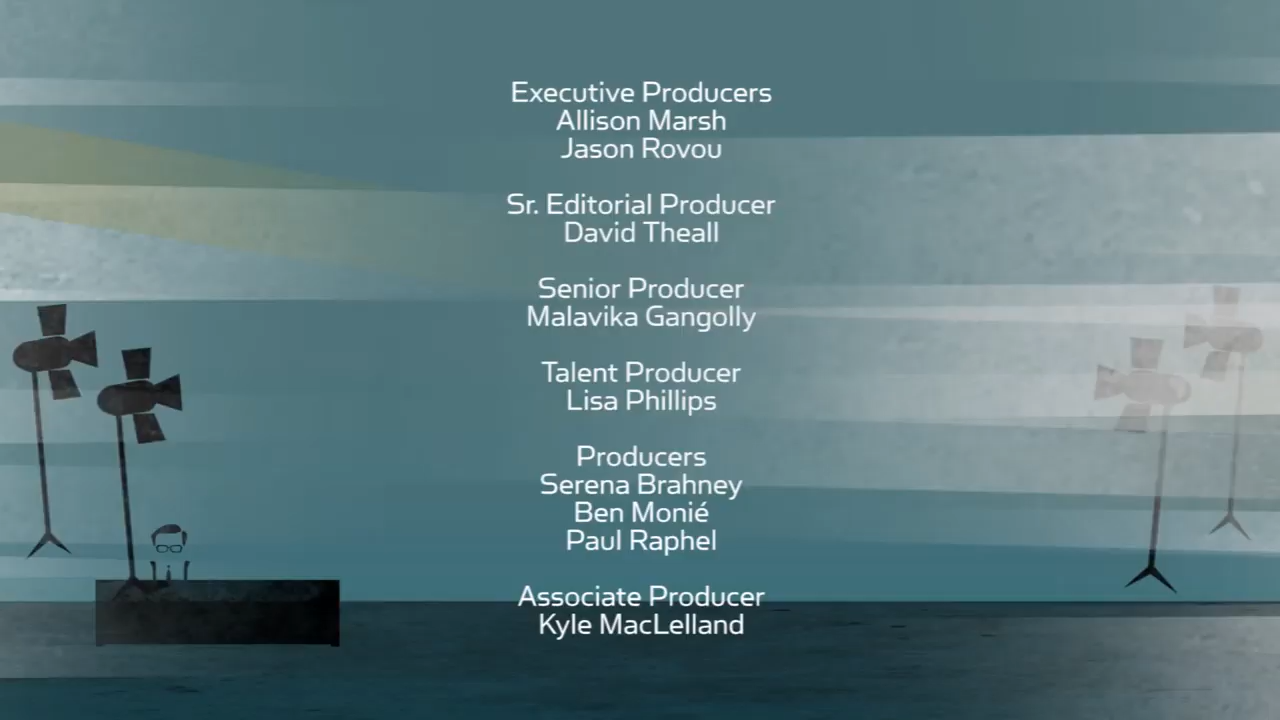 Executive Producers
Allison Marsh
Jason Rovou
Sr. Editorial Producer
David Theall
Senior Producer
Malavika Gangolly
Talent Producer
Lisa Phillips
Producers
Serena Brahney
Ben Monié
Paul Raphel
Associate Producer
Kyle MacLelland